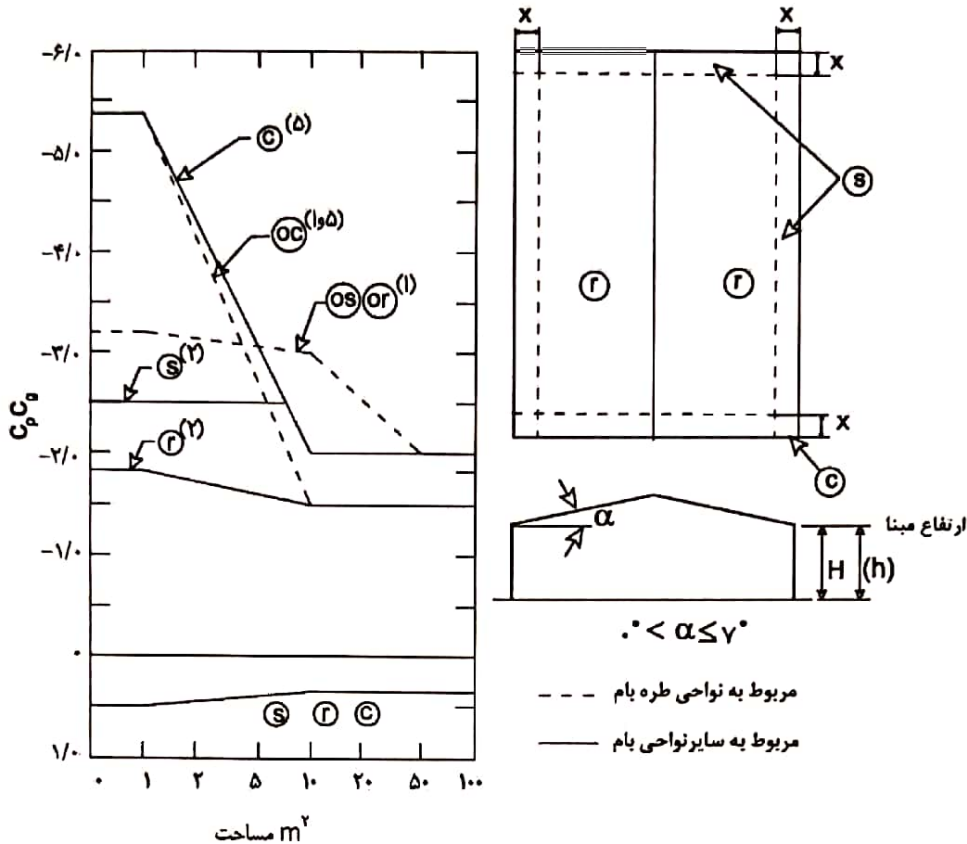 -۶/۰
-۵/۰
-۴/۰
-۳/۰
-۲/۰
-۱/۰
۰
۱/۰
CpCg
c (۵)
oc (۱و۵)
os or (۱)
s (۲)
r (۲)
s r c
۰ ۱ ۲ ۵ ۱۰ ۲۰ ۵۰ ۱۰۰
مساحت m۲
x x
x
s
r r
x
c
α
ارتفاع مبنا
H (h)
۰° < α ≤ ۷°
مربوط به نواحی طره بام
مربوط به سایرنواحی بام